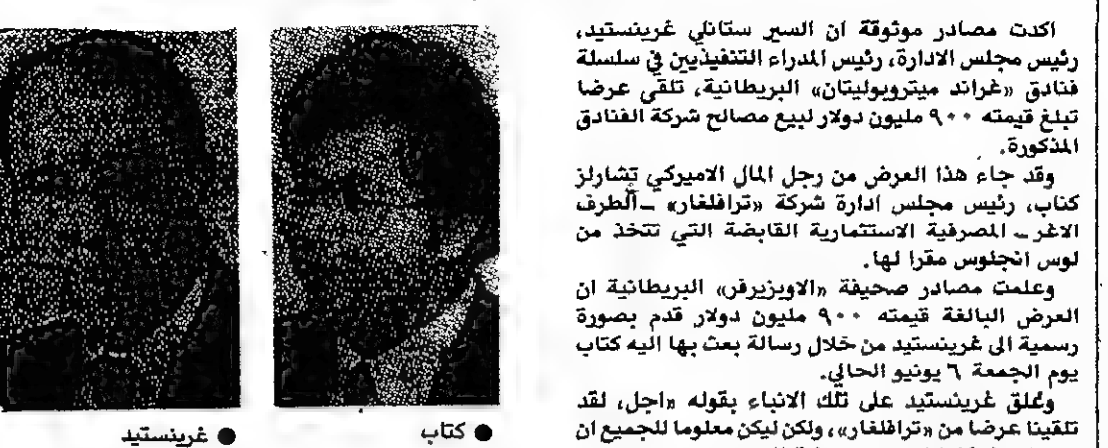 اكدت مصادر موثوقة ان السير ستانلي غرينستيد،
رئيس مجلس الادارة، رئيس المدراء التنفيذيين في سلسلة
فنادق «غراند ميتروبوليتان» البريطانية، تلقى عرضا
تبلغ قيمته ٩٠٠ مليون دولار لبيع مصالح شركة الفنادق
المذكورة.
وقد جاء هذا العرض من رجل المال الاميركي تشارلز
كتاب، رئيس مجلس ادارة شركة «ترافلغار» ـ الطرف
الاغر ـ المصرفية الاستثمارية القابضة التي تتخذ من
لوس انجلوس مقرا لها.
وعلمت مصادر صحيفة «الاوبزيرفر» البريطانية ان
العرض البالغة قيمته ٩٠٠ مليون دولار قدم بصورة
رسمية الى غرينستيد من خلال رسالة بعث بها اليه كتاب
يوم الجمعة ٦ يونيو الحالي.
وعلق غرينستيد على تلك الانباء بقوله «اجل، لقد
تلقينا عرضا من «ترافلغار»، ولكن ليكن معلوما للجميع ان
● كتاب
● غرينستيد